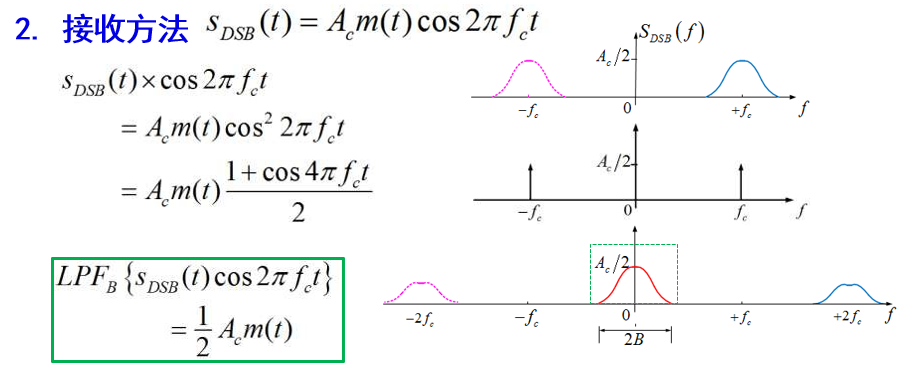 2. 接收方法 s_DSB(t) = A_c m(t) cos 2π f_c t
s_DSB(t) × cos 2π f_c t
= A_c m(t) cos² 2π f_c t
= A_c m(t) (1 + cos 4π f_c t) / 2
LPF_B {s_DSB(t) cos 2π f_c t}
= 1/2 A_c m(t)
S_DSB(f)
A_c/2
−f_c 0 +f_c f
A_c/2
−f_c 0 f_c f
A_c/2
−2f_c −f_c 0 +f_c +2f_c f
2B